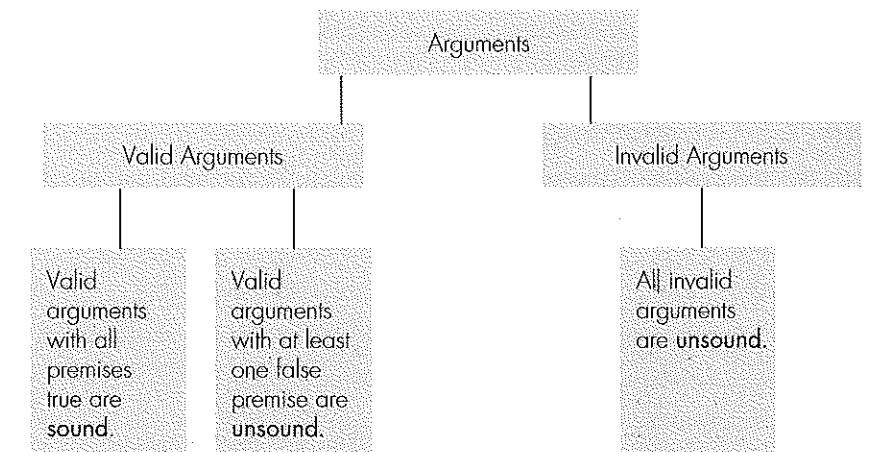 Arguments
Valid Arguments
Invalid Arguments
Valid
arguments
with all
premises
true are
sound.
Valid
arguments
with at least
one false
premise are
unsound.
All invalid
arguments
are unsound.